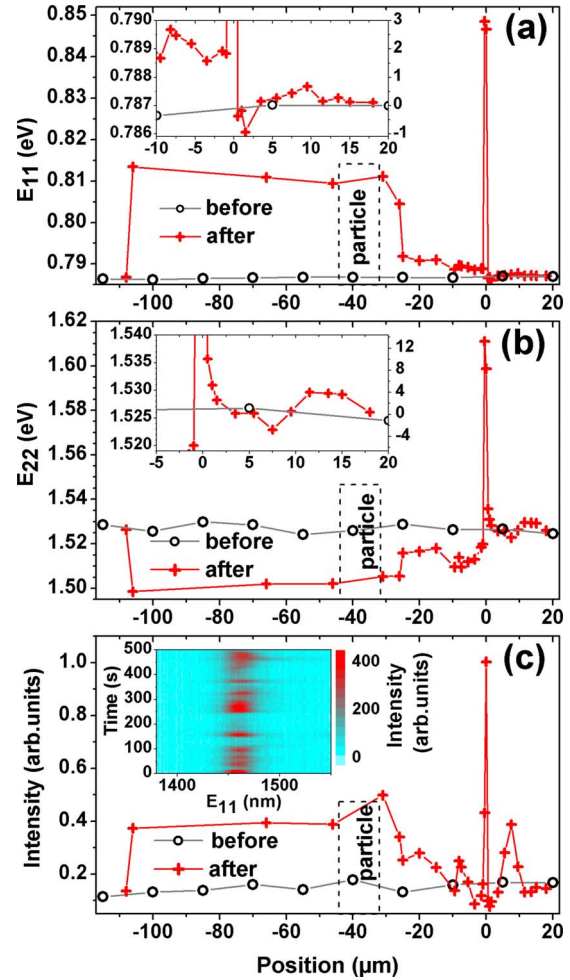 0.85
0.84
0.83
0.82
0.81
0.80
0.79
E11 (eV)
(a)
0.790
0.789
0.788
0.787
0.786
3
2
1
0
-1
-10 -5 0 5 10 15 20
before
after
particle
-100 -80 -60 -40 -20 0 20
1.62
1.60
1.58
1.56
1.54
1.52
1.50
E22 (eV)
(b)
1.540
1.535
1.530
1.525
1.520
12
8
4
0
-4
-5 0 5 10 15 20
before
after
particle
-100 -80 -60 -40 -20 0 20
1.0
0.8
0.6
0.4
0.2
Intensity (arb.units)
(c)
500
400
300
200
100
0
Time (s)
1400 1500
E11 (nm)
400
200
0
Intensity
(arb.units)
before
after
particle
-100 -80 -60 -40 -20 0 20
Position (µm)